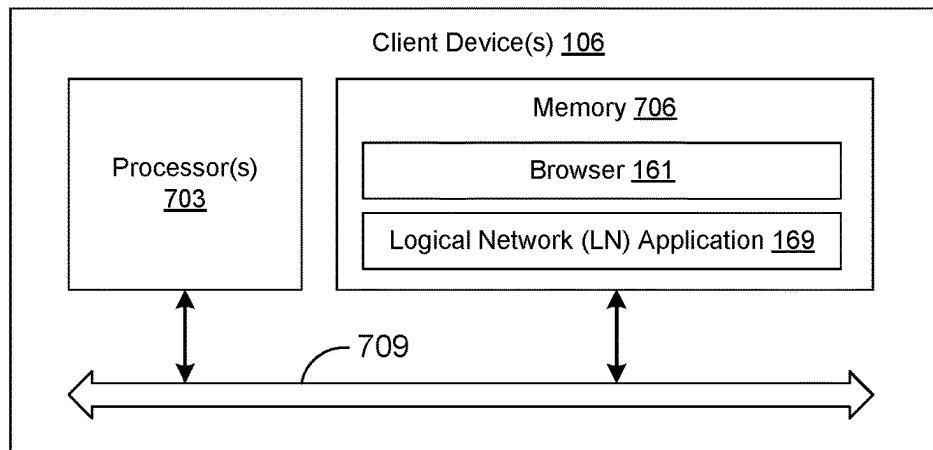 Client Device(s) 106
Processor(s)
703
Memory 706
Browser 161
Logical Network (LN) Application 169
709